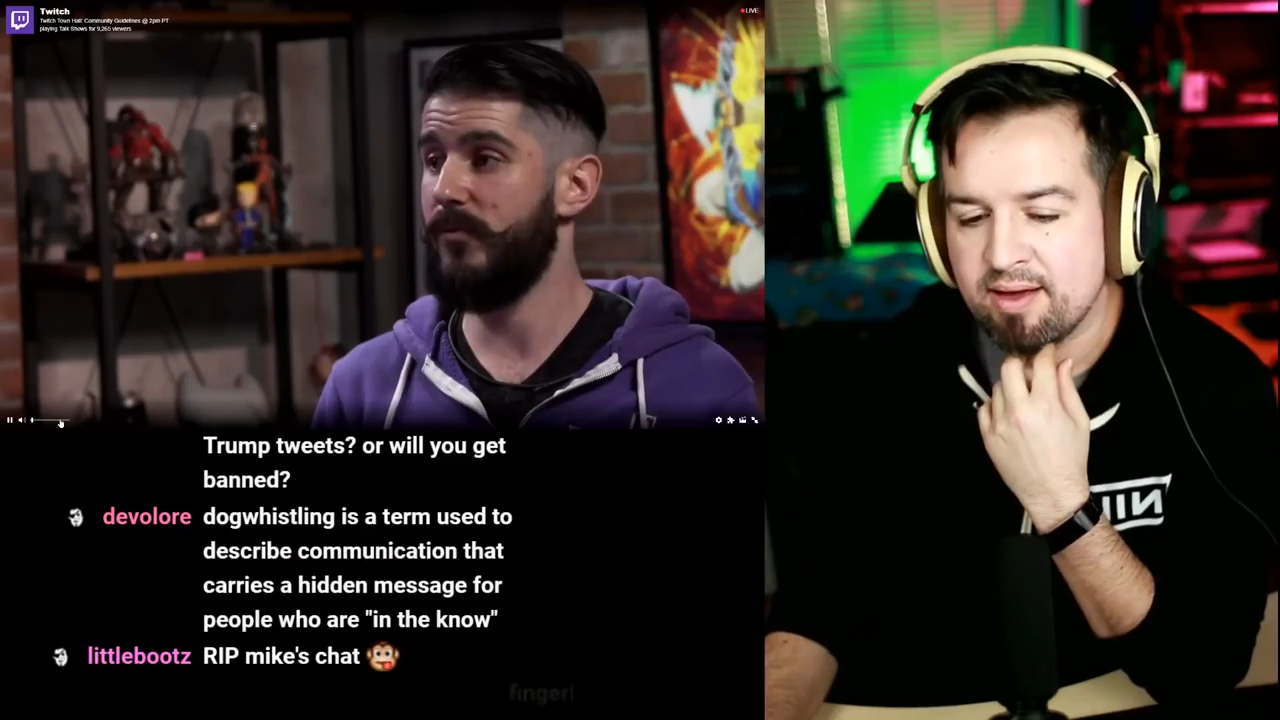 Twitch
Twitch Town Hall: Community Guidelines @ 2pm PT
playing Talk Shows for 9,265 viewers
LIVE
Trump tweets? or will you get
banned?
devolore dogwhistling is a term used to
describe communication that
carries a hidden message for
people who are "in the know"
littlebootz RIP mike's chat
finger!
NIN